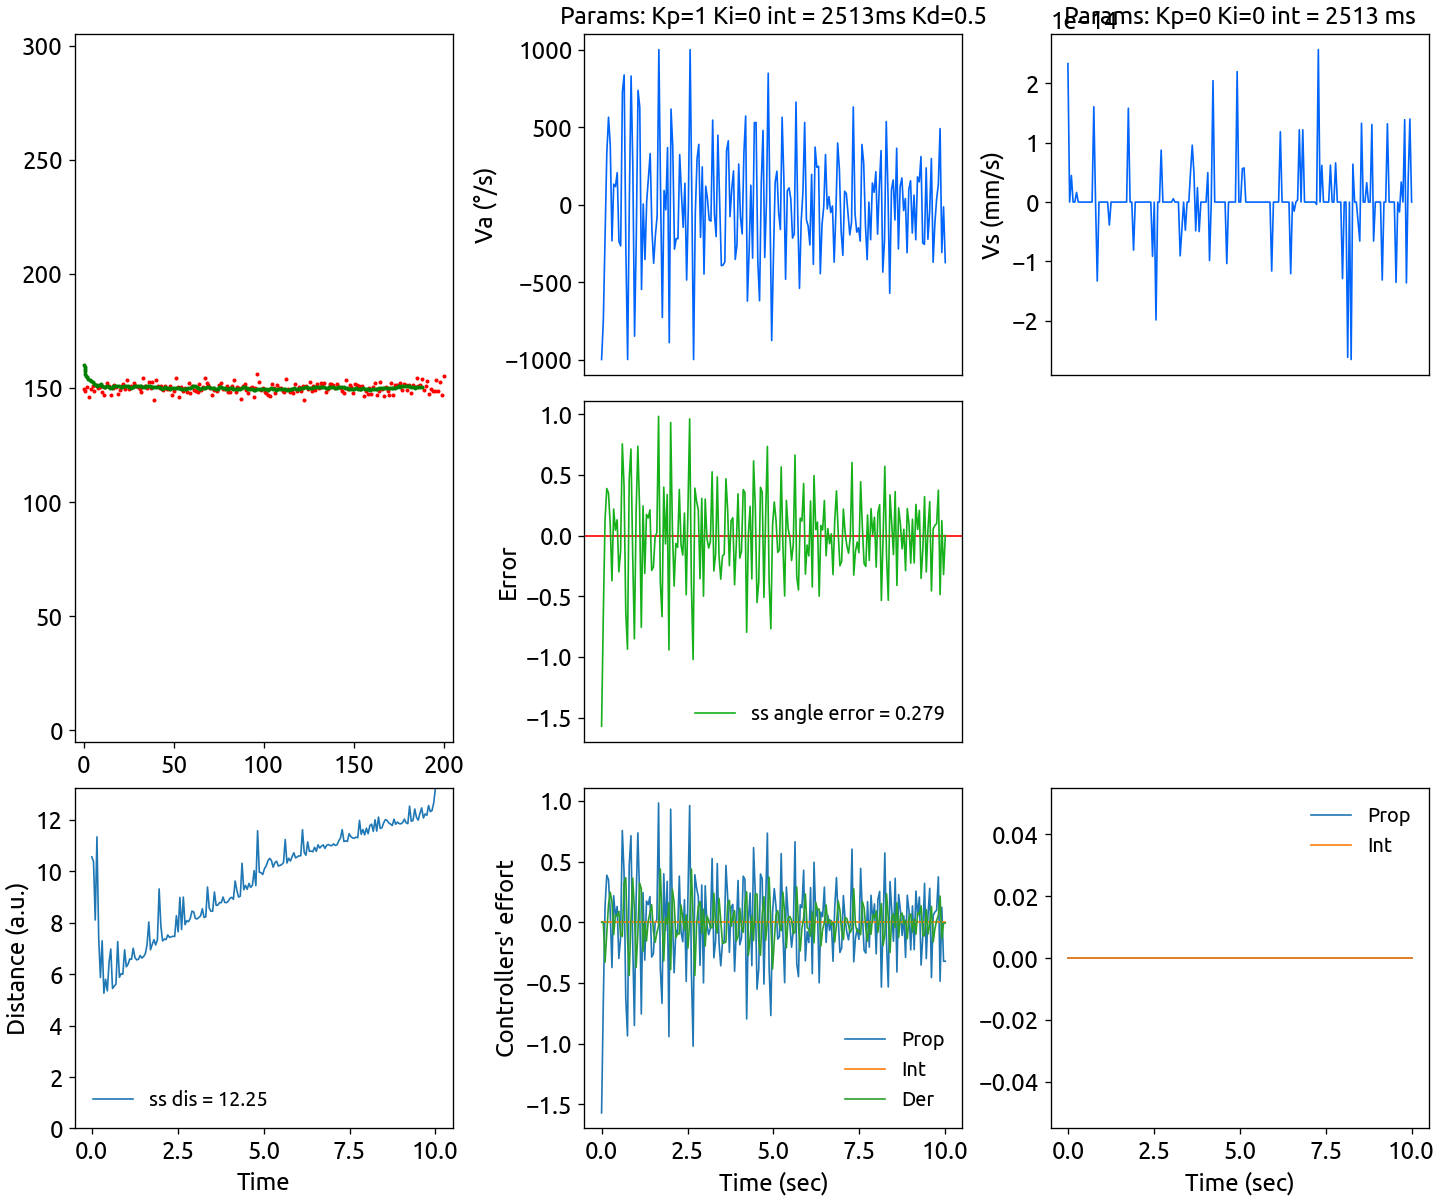 Params: Kp=1 Ki=0 int = 2513ms Kd=0.5
Params: Kp=0 Ki=0 int = 2513 ms
1e−14
300
250
200
150
100
50
0
0 50 100 150 200
Va (°/s)
1000
500
0
−500
−1000
Vs (mm/s)
2
1
0
−1
−2
Error
1.0
0.5
0.0
−0.5
−1.0
−1.5
ss angle error = 0.279
Distance (a.u.)
12
10
8
6
4
2
0
ss dis = 12.25
0.0 2.5 5.0 7.5 10.0
Time
Controllers' effort
1.0
0.5
0.0
−0.5
−1.0
−1.5
Prop
Int
Der
0.0 2.5 5.0 7.5 10.0
Time (sec)
0.04
0.02
0.00
−0.02
−0.04
Prop
Int
0.0 2.5 5.0 7.5 10.0
Time (sec)